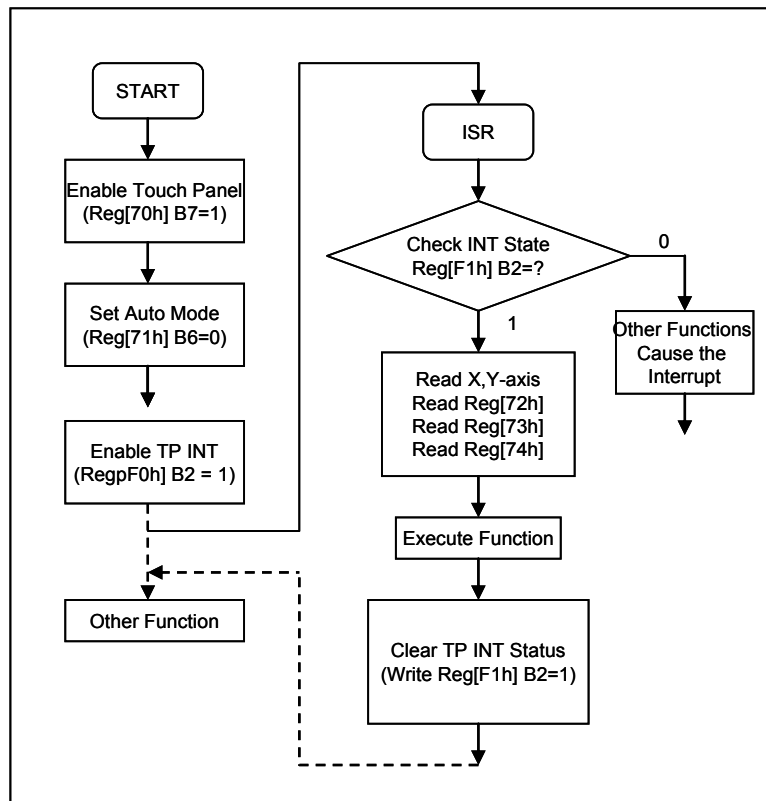 START
Enable Touch Panel
(Reg[70h] B7=1)
Set Auto Mode
(Reg[71h] B6=0)
Enable TP INT
(RegpF0h] B2 = 1)
Other Function
ISR
Check INT State
Reg[F1h] B2=?
0
1
Other Functions
Cause the
Interrupt
Read X,Y-axis
Read Reg[72h]
Read Reg[73h]
Read Reg[74h]
Execute Function
Clear TP INT Status
(Write Reg[F1h] B2=1)